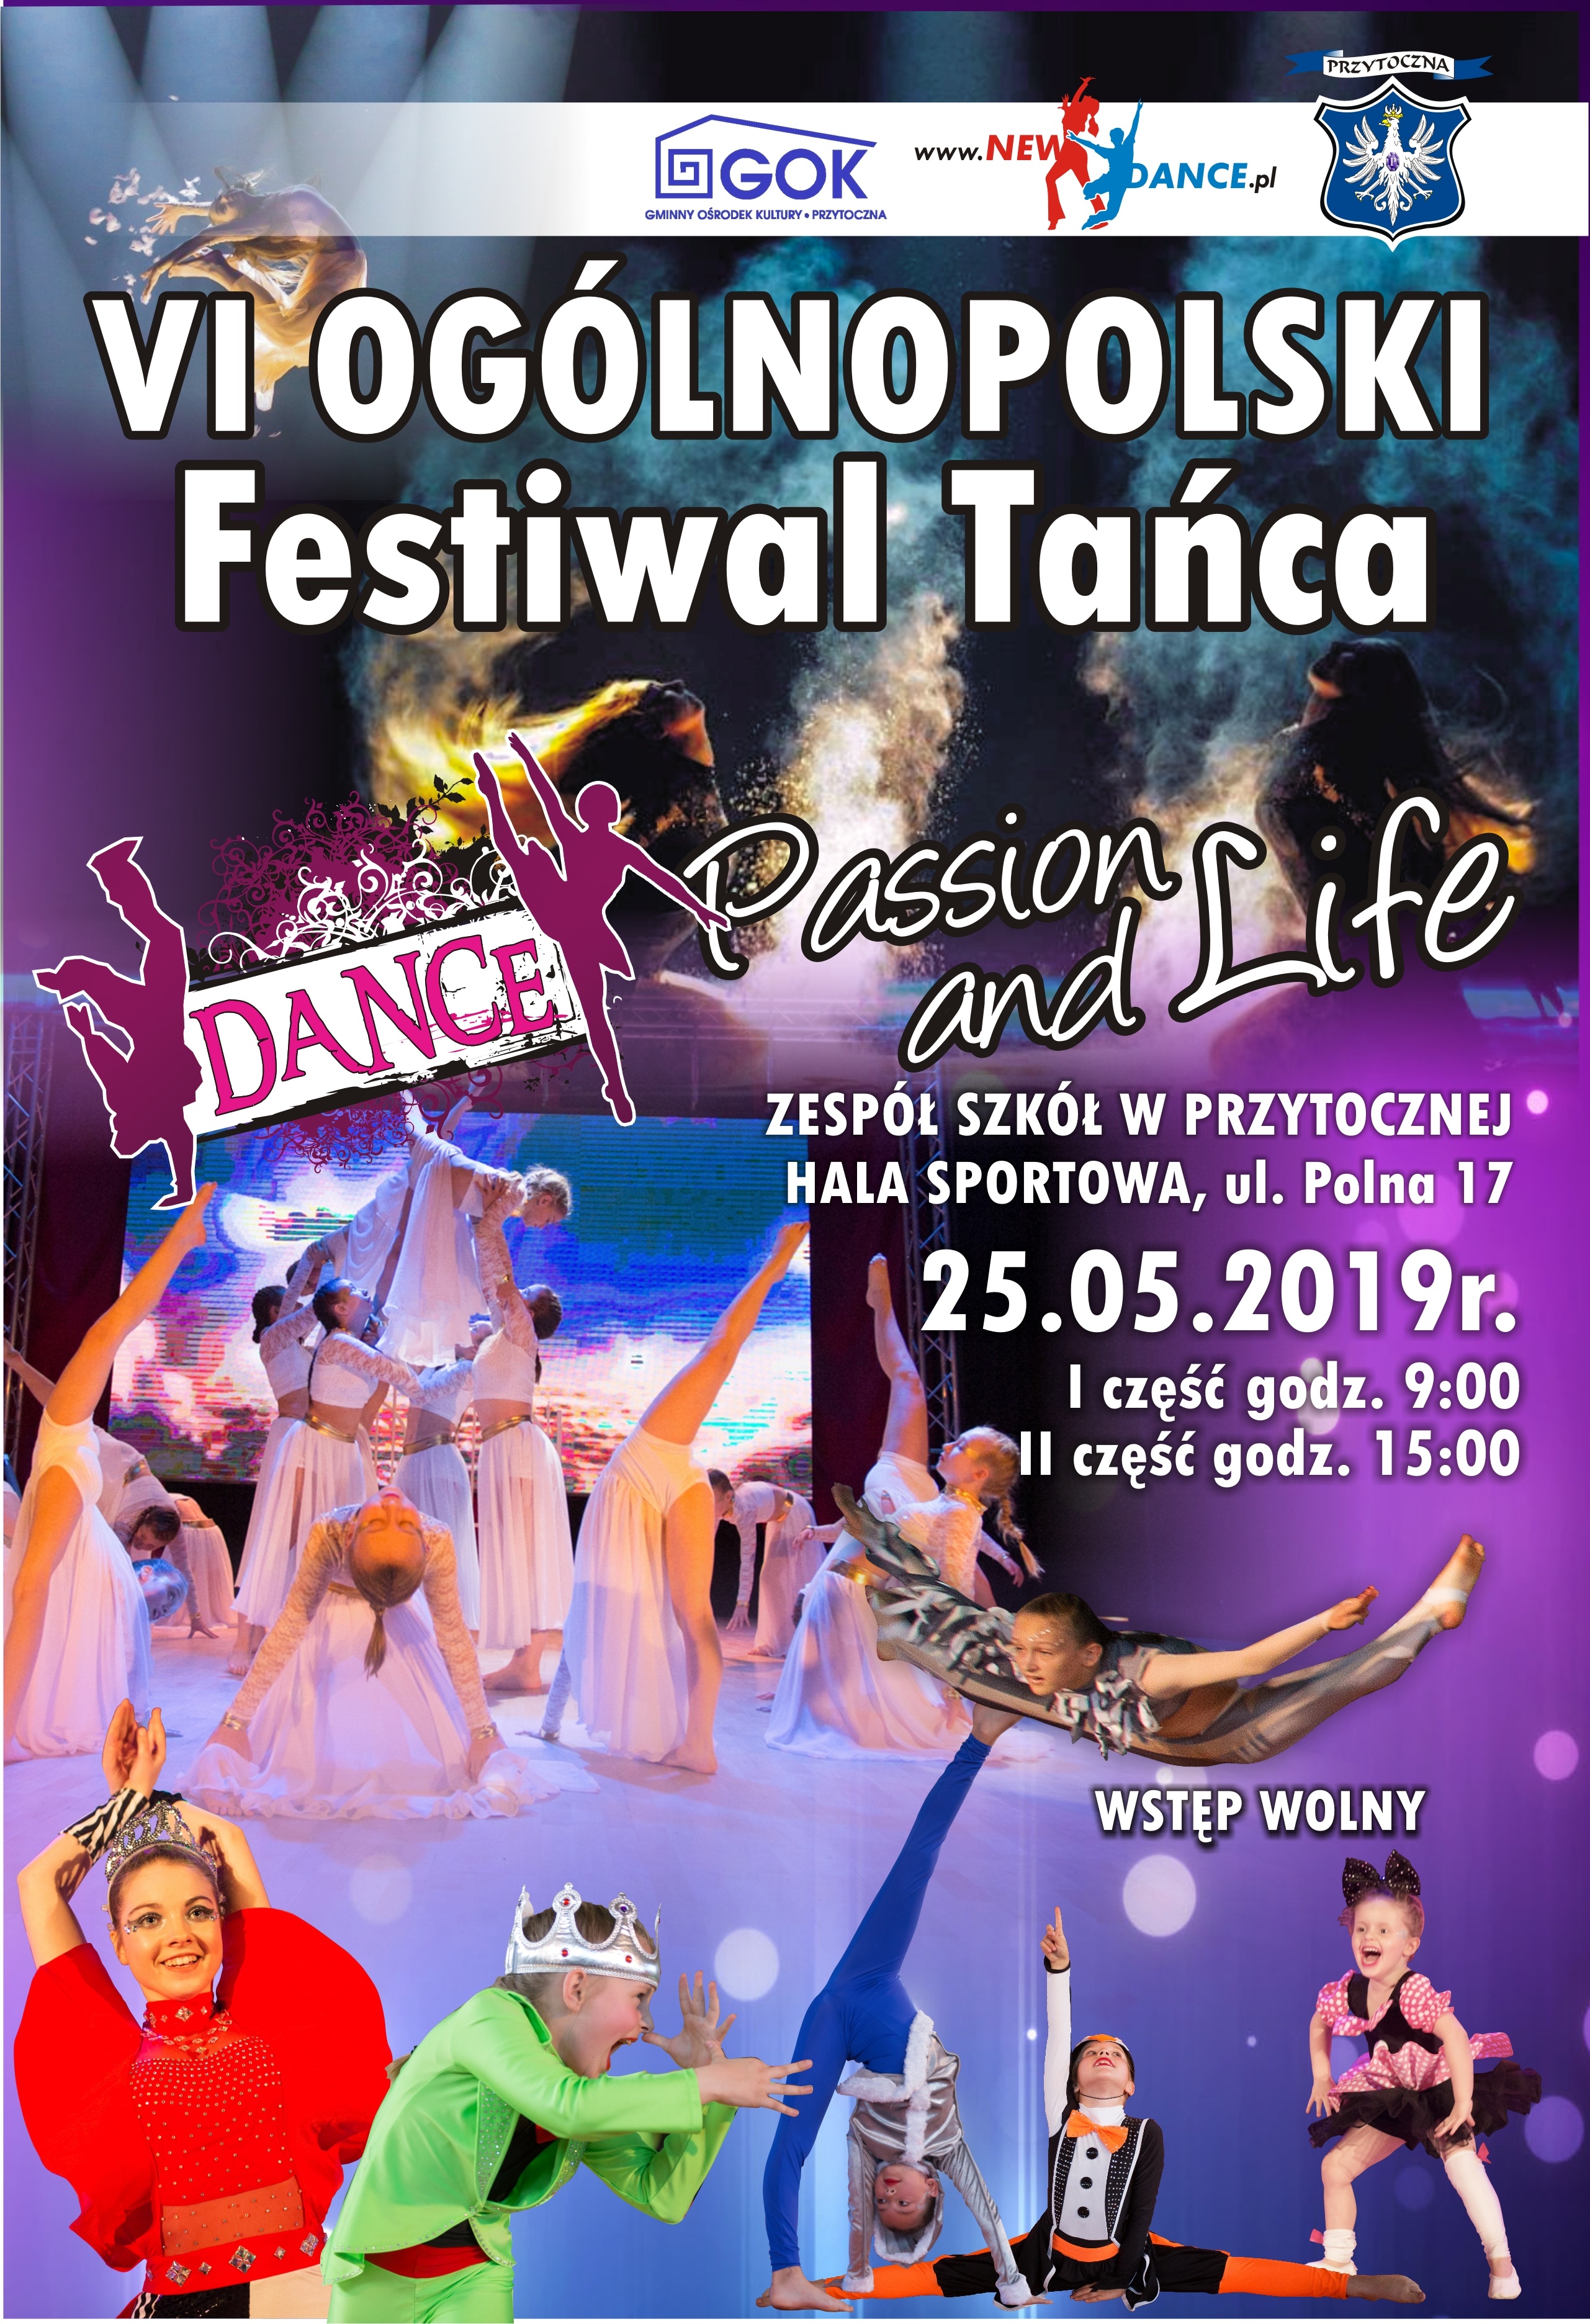 PRZYTOCZNA
GOK
GMINNY OŚRODEK KULTURY • PRZYTOCZNA
www.NEW DANCE.pl
VI OGÓLNOPOLSKI
Festiwal Tańca
DANCE
Passion
and Life
ZESPÓŁ SZKÓŁ W PRZYTOCZNEJ
HALA SPORTOWA, ul. Polna 17
25.05.2019r.
I część godz. 9:00
II część godz. 15:00
WSTĘP WOLNY